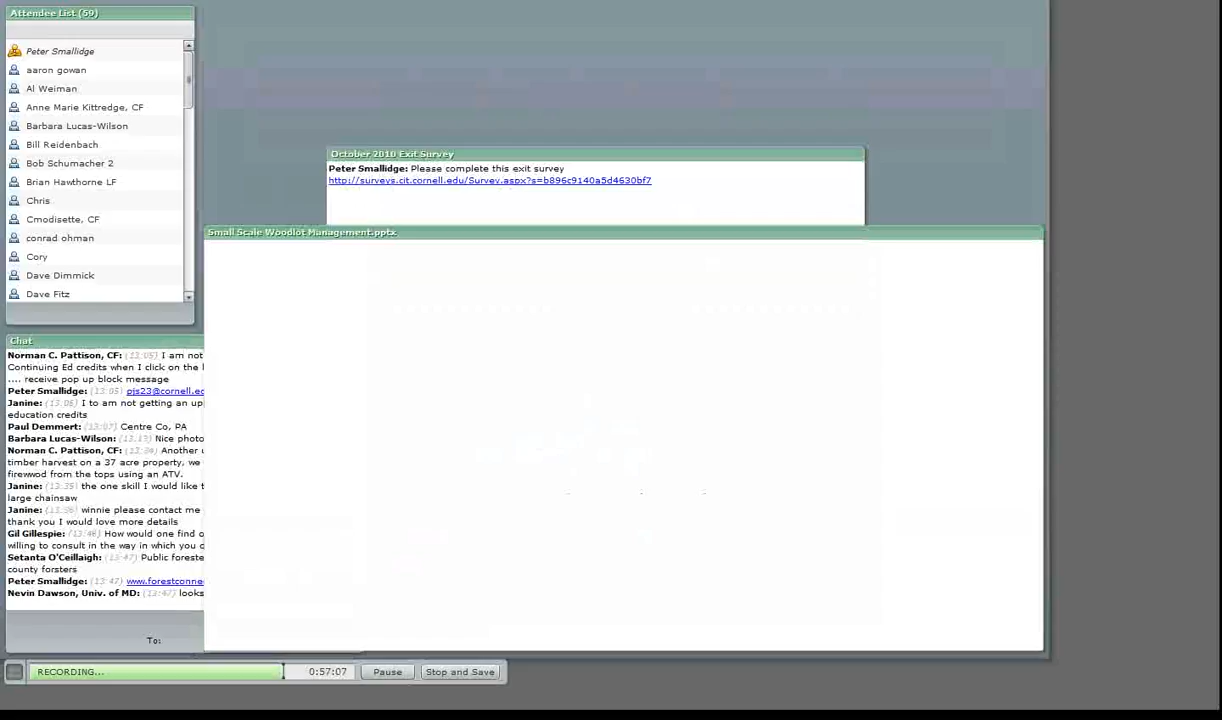 Attendee List (59)
Peter Smallidge
aaron gowan
Al Weiman
Anne Marie Kittredge, CF
Barbara Lucas-Wilson
Bill Reidenbach
Bob Schumacher 2
Brian Hawthorne LF
Chris
Cmodisette, CF
conrad ohman
Cory
Dave Dimmick
Dave Fitz
October 2010 Exit Survey
Peter Smallidge: Please complete this exit survey
http://surveys.cit.cornell.edu/Survey.aspx?s=b896c9140a5d4630bf7
Small Scale Woodlot Management.pptx
Chat
Norman C. Pattison, CF: (13:05) I am not
Continuing Ed credits when I click on the
.... receive pop up block message
Peter Smallidge: (13:05) pjs23@cornell.ed
Janine: (13:06) I to am not getting an up
education credits
Paul Demmert: (13:07) Centre Co, PA
Barbara Lucas-Wilson: Nice photo
Norman C. Pattison, CF: Another
timber harvest on a 37 acre property, we
firewwod from the tops using an ATV.
Janine: (13:35) the one skill I would like t
large chainsaw
Janine: (13:36) winnie please contact me
thank you I would love more details
Gil Gillespie: (13:46) How would one find o
willing to consult in the way in which you c
Setanta O'Ceillaigh: (13:47) Public foreste
county forsters
Peter Smallidge: (13:47) www.forestconne
Nevin Dawson, Univ. of MD: (13:47) looks
To:
RECORDING...
0:57:07
Pause
Stop and Save